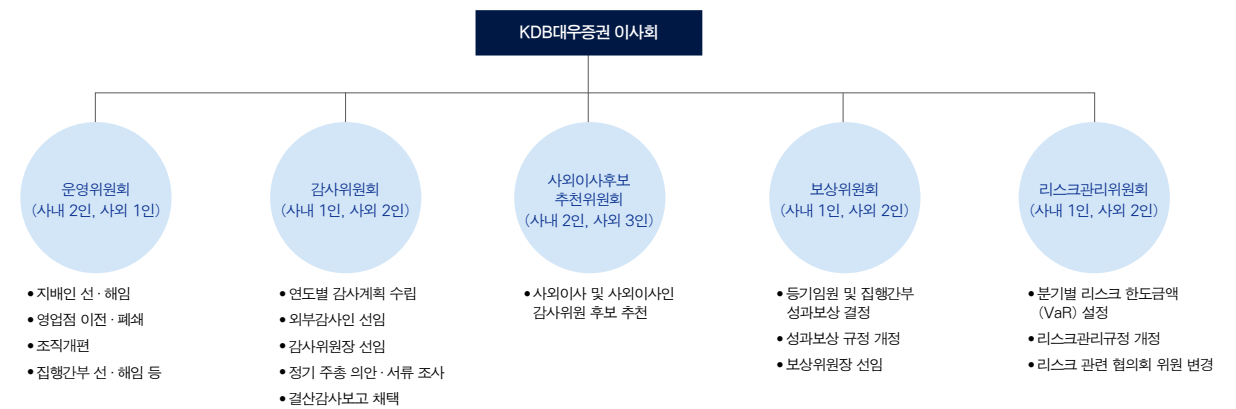 KDB대우증권 이사회
운영위원회
(사내 2인, 사외 1인)
• 지배인 선 · 해임
• 영업점 이전 · 폐쇄
• 조직개편
• 집행간부 선 · 해임 등
감사위원회
(사내 1인, 사외 2인)
• 연도별 감사계획 수립
• 외부감사인 선임
• 감사위원장 선임
• 정기 주총 의안 · 서류 조사
• 결산감사보고 채택
사외이사후보
추천위원회
(사내 2인, 사외 3인)
• 사외이사 및 사외이사인
감사위원 후보 추천
보상위원회
(사내 1인, 사외 2인)
• 등기임원 및 집행간부
성과보상 결정
• 성과보상 규정 개정
• 보상위원장 선임
리스크관리위원회
(사내 1인, 사외 2인)
• 분기별 리스크 한도금액
(VaR) 설정
• 리스크관리규정 개정
• 리스크 관련 협의회 위원 변경